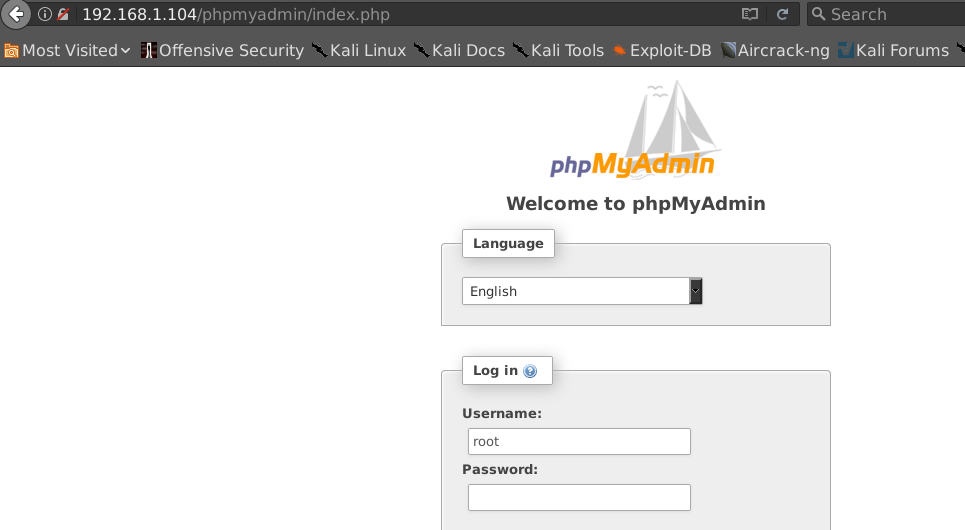 192.168.1.104/phpmyadmin/index.php Search
Most Visited Offensive Security Kali Linux Kali Docs Kali Tools Exploit-DB Aircrack-ng Kali Forums
phpMyAdmin
Welcome to phpMyAdmin
Language
English
Log in
Username:
root
Password: